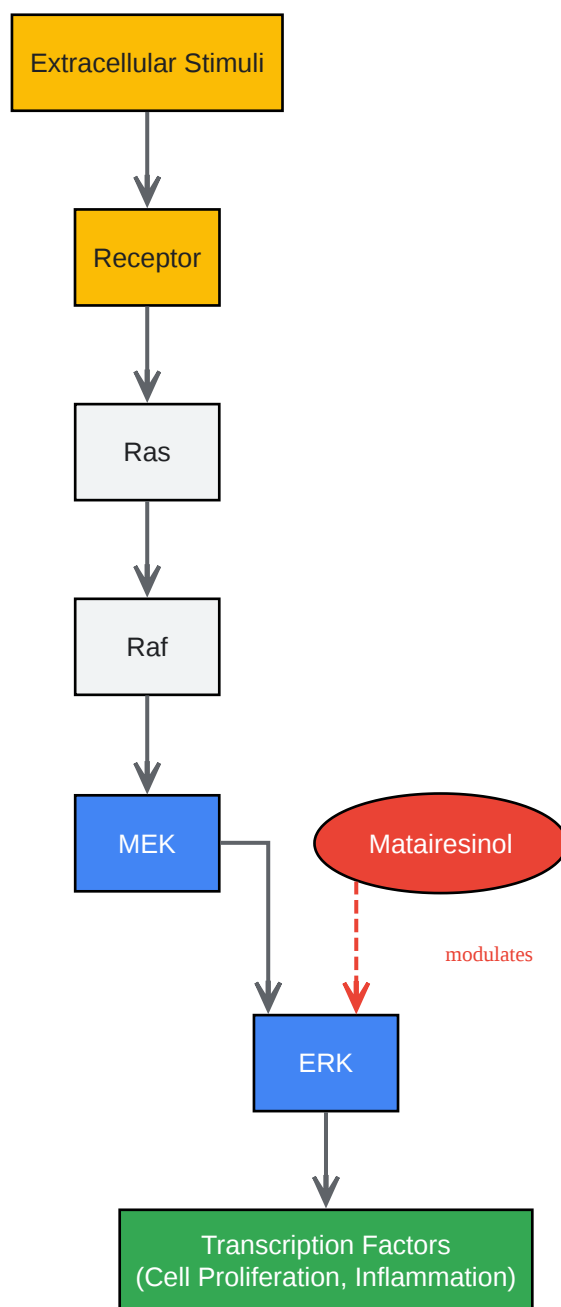 Extracellular Stimuli
Receptor
Ras
Raf
MEK
Matairesinol
modulates
ERK
Transcription Factors
(Cell Proliferation, Inflammation)